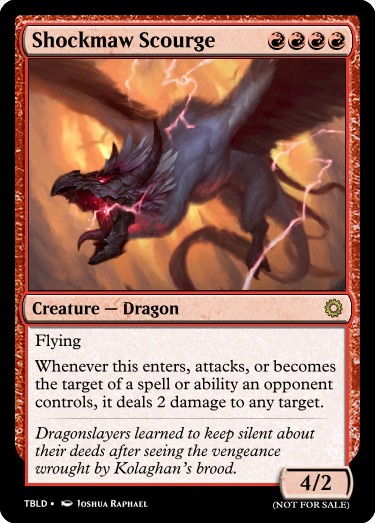 Shockmaw Scourge
Creature — Dragon
Flying
Whenever this enters, attacks, or becomes
the target of a spell or ability an opponent
controls, it deals 2 damage to any target.
Dragonslayers learned to keep silent about
their deeds after seeing the vengeance
wrought by Kolaghan's brood.
4/2
TBLD • Joshua Raphael
(NOT FOR SALE)